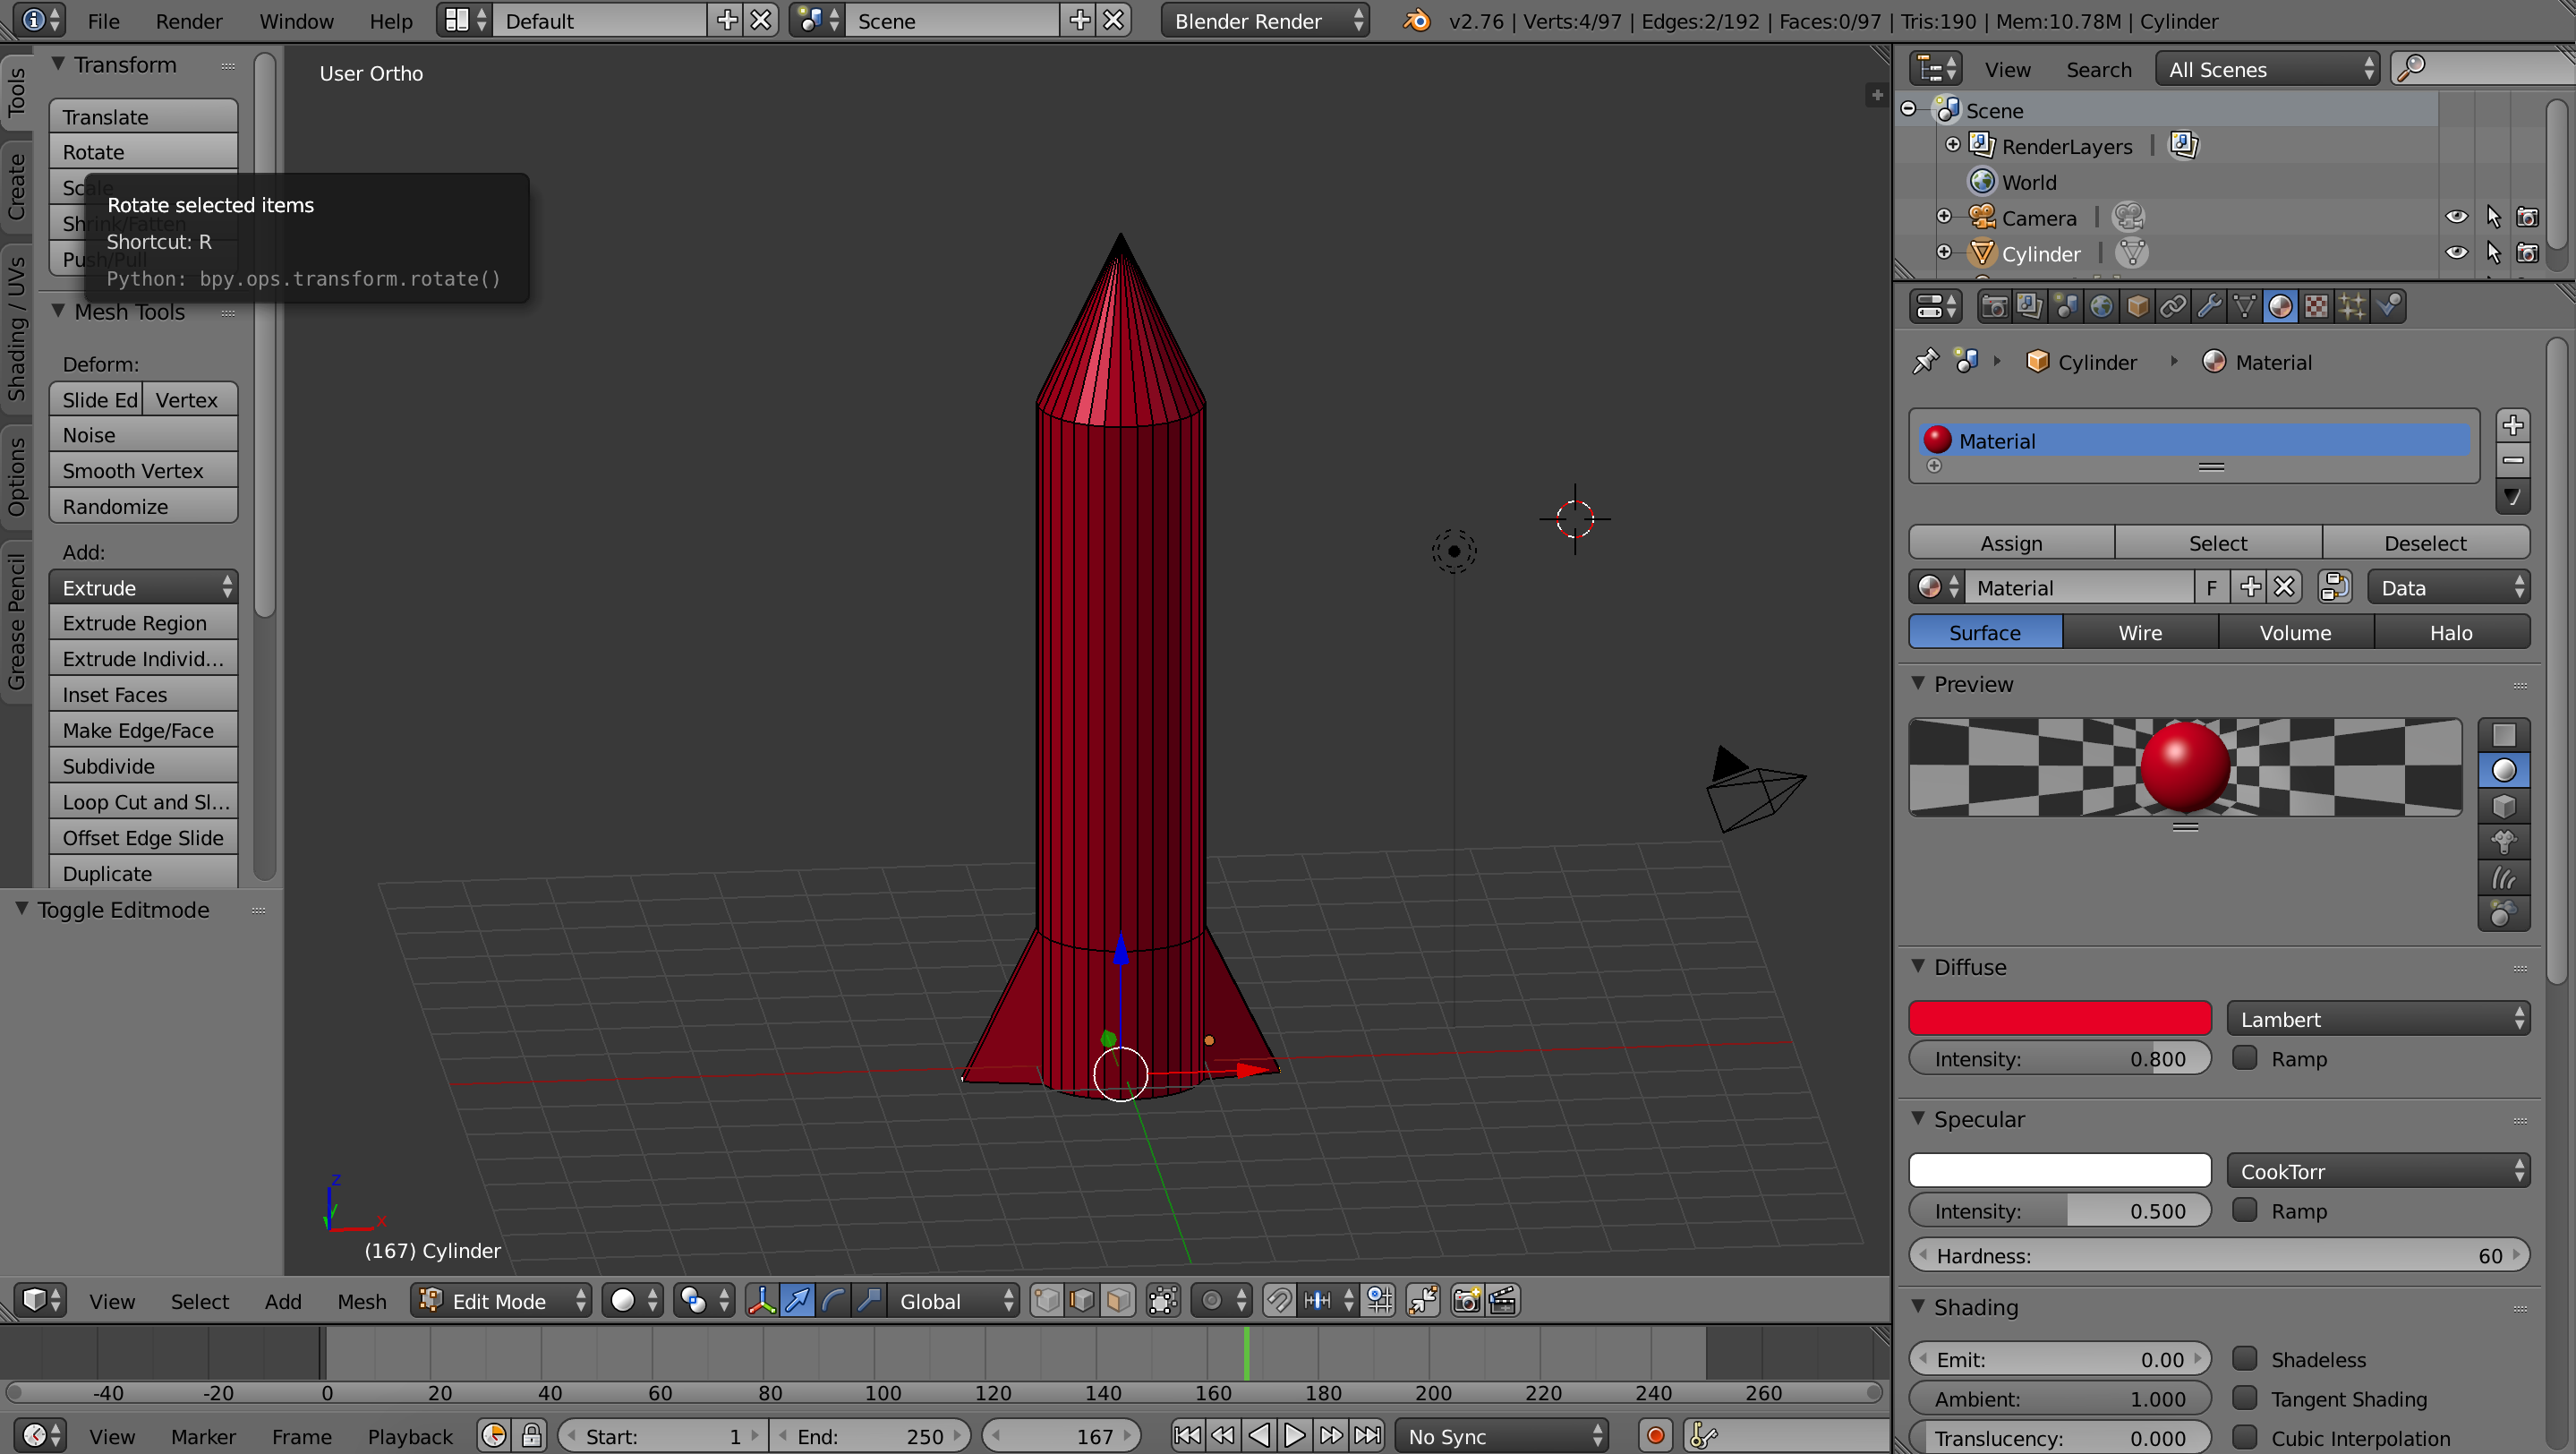 File Render Window Help Default Scene Blender Render v2.76 | Verts:4/97 | Edges:2/192 | Faces:0/97 | Tris:190 | Mem:10.78M | Cylinder
Tools
Create
Shading / UVs
Options
Grease Pencil
Transform
Translate
Rotate
Scale
Shrink/Fatten
Push/Pull
Rotate selected items
Shortcut: R
Python: bpy.ops.transform.rotate()
Mesh Tools
Deform:
Slide Ed Vertex
Noise
Smooth Vertex
Randomize
Add:
Extrude
Extrude Region
Extrude Individ...
Inset Faces
Make Edge/Face
Subdivide
Loop Cut and Sl...
Offset Edge Slide
Duplicate
Toggle Editmode
User Ortho
z
y
x
(167) Cylinder
View Select Add Mesh Edit Mode Global
-40 -20 0 20 40 60 80 100 120 140 160 180 200 220 240 260
View Marker Frame Playback Start: 1 End: 250 167 No Sync
View Search All Scenes
Scene
RenderLayers
World
Camera
Cylinder
Cylinder Material
Material
Assign Select Deselect
Material F Data
Surface Wire Volume Halo
Preview
Diffuse
Lambert
Intensity: 0.800 Ramp
Specular
CookTorr
Intensity: 0.500 Ramp
Hardness: 60
Shading
Emit: 0.00 Shadeless
Ambient: 1.000 Tangent Shading
Translucency: 0.000 Cubic Interpolation